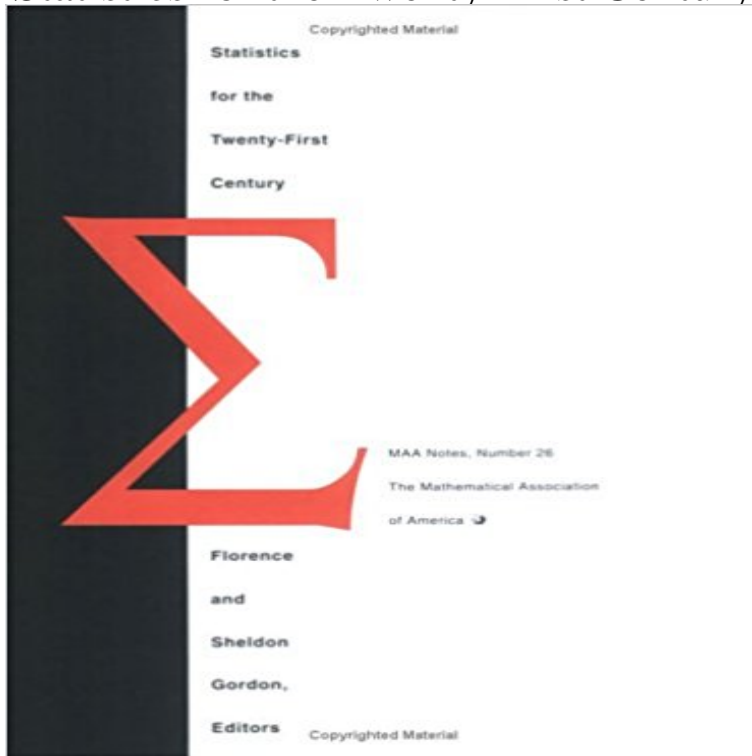 Copyrighted Material
Statistics
for the
Twenty-First
Century
MAA Notes, Number 26
The Mathematical Association
of America
Florence
and
Sheldon
Gordon,
Editors
Copyrighted Material